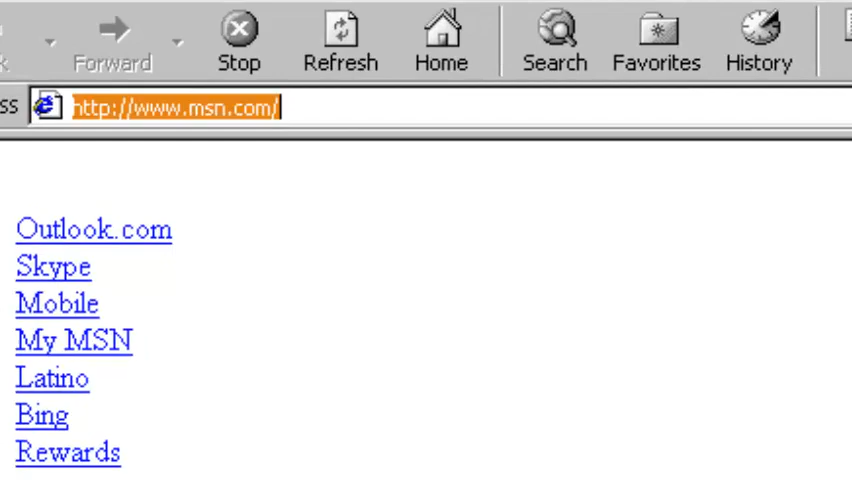 Forward Stop Refresh Home Search Favorites History
http://www.msn.com/
Outlook.com
Skype
Mobile
My MSN
Latino
Bing
Rewards